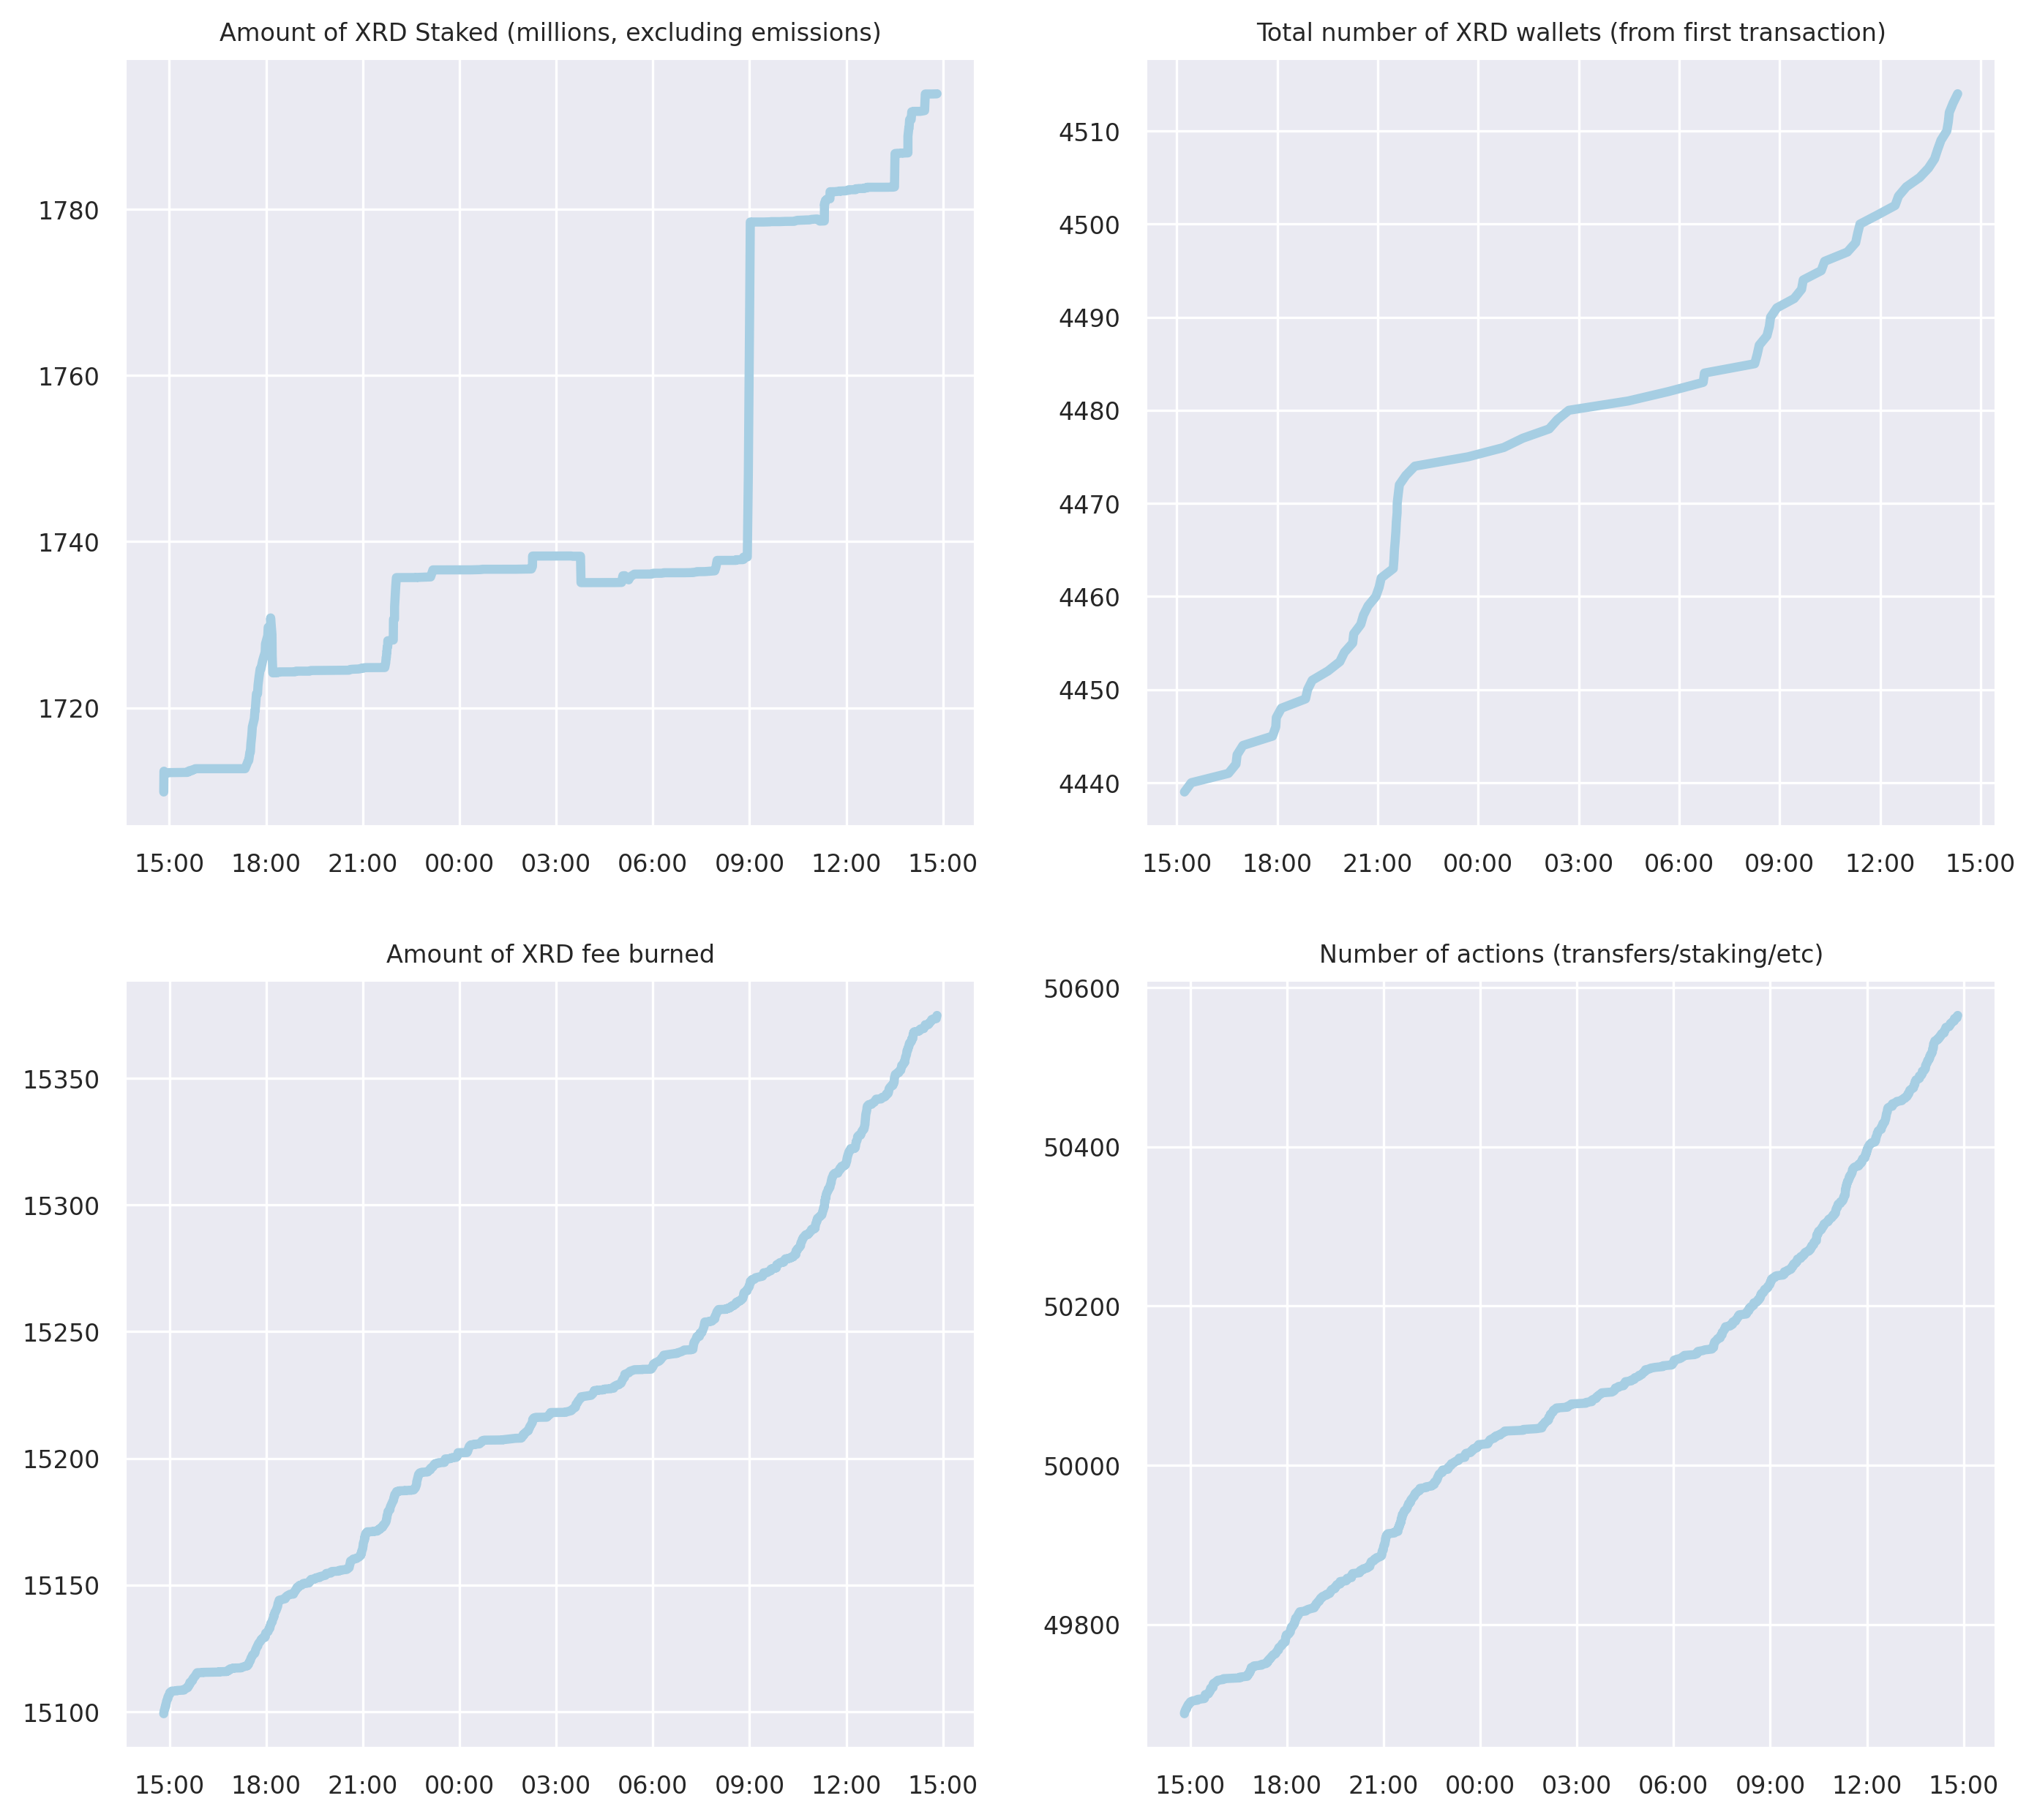 Amount of XRD Staked (millions, excluding emissions)
1780
1760
1740
1720
15:00 18:00 21:00 00:00 03:00 06:00 09:00 12:00 15:00
Total number of XRD wallets (from first transaction)
4510
4500
4490
4480
4470
4460
4450
4440
15:00 18:00 21:00 00:00 03:00 06:00 09:00 12:00 15:00
Amount of XRD fee burned
15350
15300
15250
15200
15150
15100
15:00 18:00 21:00 00:00 03:00 06:00 09:00 12:00 15:00
Number of actions (transfers/staking/etc)
50600
50400
50200
50000
49800
15:00 18:00 21:00 00:00 03:00 06:00 09:00 12:00 15:00